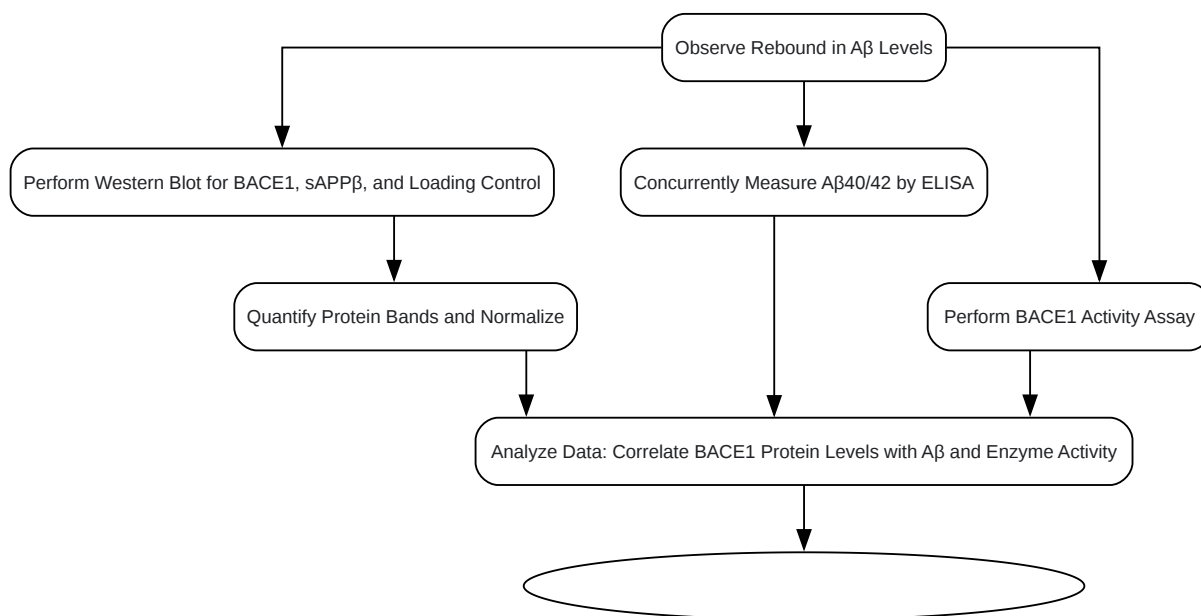 Observe Rebound in Aβ Levels
Perform Western Blot for BACE1, sAPPβ, and Loading Control
Concurrently Measure Aβ40/42 by ELISA
Quantify Protein Bands and Normalize
Perform BACE1 Activity Assay
Analyze Data: Correlate BACE1 Protein Levels with Aβ and Enzyme Activity